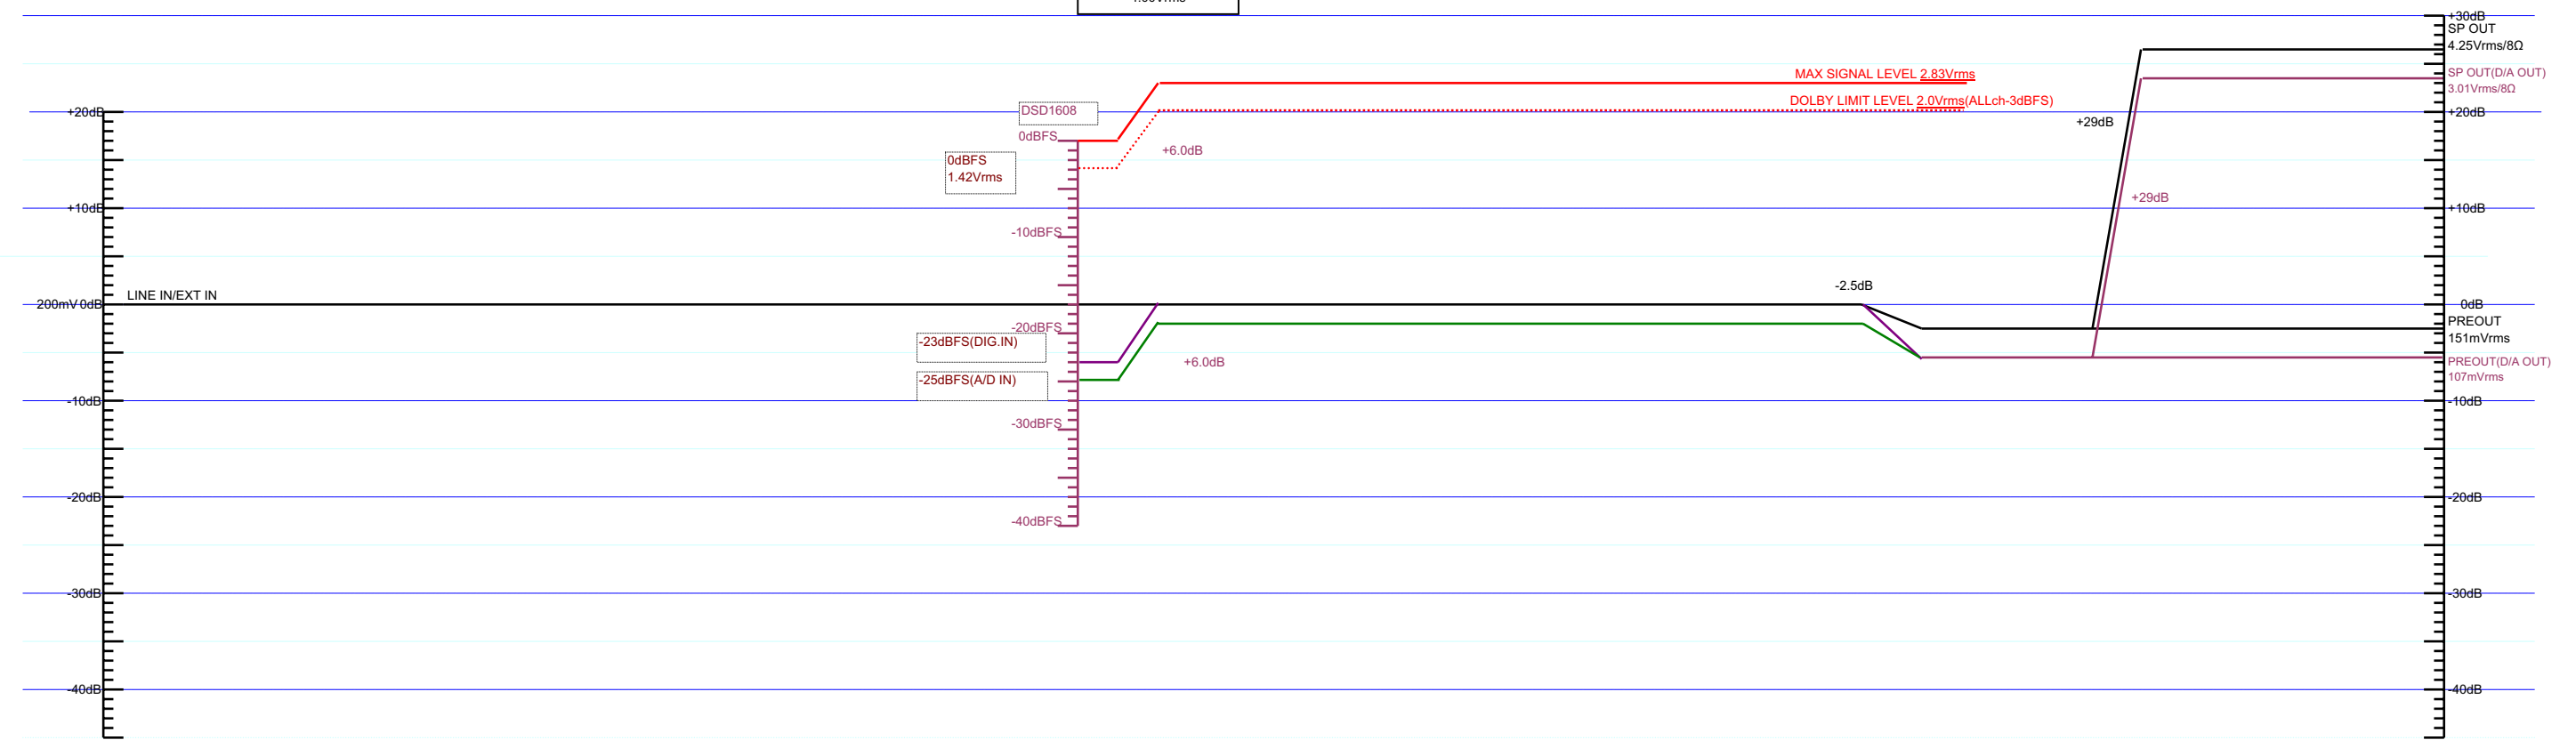 +30dB
SP OUT
4.25Vrms/8Ω
MAX SIGNAL LEVEL 2.83Vrms
SP OUT(D/A OUT)
3.01Vrms/8Ω
DOLBY LIMIT LEVEL 2.0Vrms(ALLch-3dBFS)
+20dB
DSD1608
+20dB
+29dB
0dBFS
+6.0dB
0dBFS
1.42Vrms
+29dB
+10dB
+10dB
-10dBFS
-2.5dB
LINE IN/EXT IN
200mV 0dB
0dB
PREOUT
151mVrms
-20dBFS
-23dBFS(DIG.IN)
+6.0dB
PREOUT(D/A OUT)
107mVrms
-25dBFS(A/D IN)
-10dB
-10dB
-30dBFS
-20dB
-20dB
-40dBFS
-30dB
-30dB
-40dB
-40dB